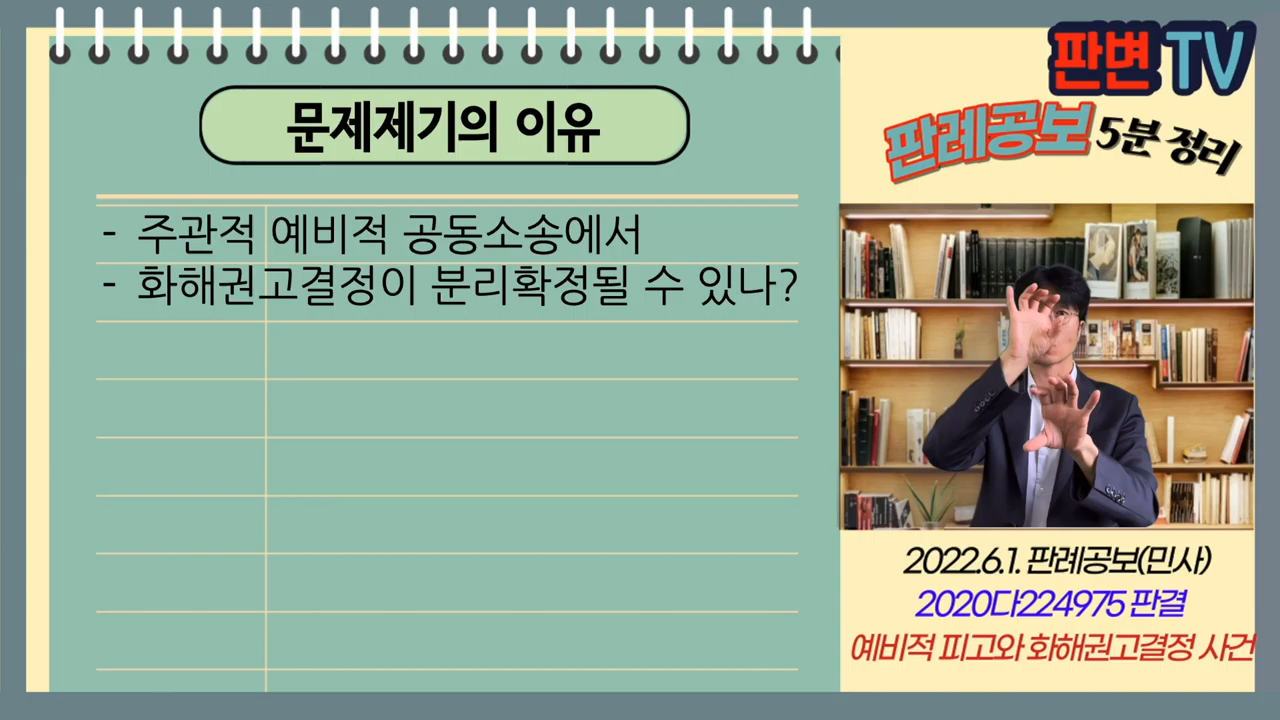 판변 TV
판례공보 5분 정리
문제제기의 이유
- 주관적 예비적 공동소송에서
- 화해권고결정이 분리확정될 수 있나?
2022.6.1. 판례공보(민사)
2020다224975 판결
예비적 피고와 화해권고결정 사건